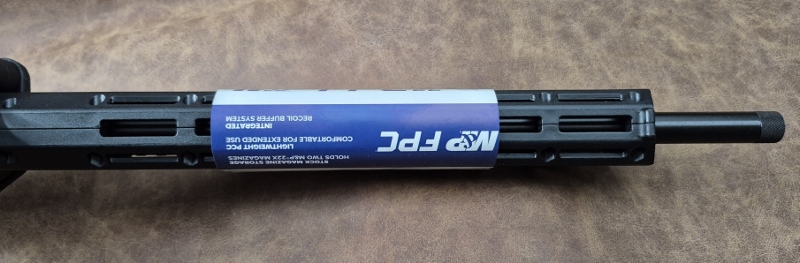 M&P FPC
STOCK MAGAZINE STORAGE
HOLDS TWO M&P-22X MAGAZINES
LIGHTWEIGHT PCC
COMFORTABLE FOR EXTENDED USE
INTEGRATED
RECOIL BUFFER SYSTEM